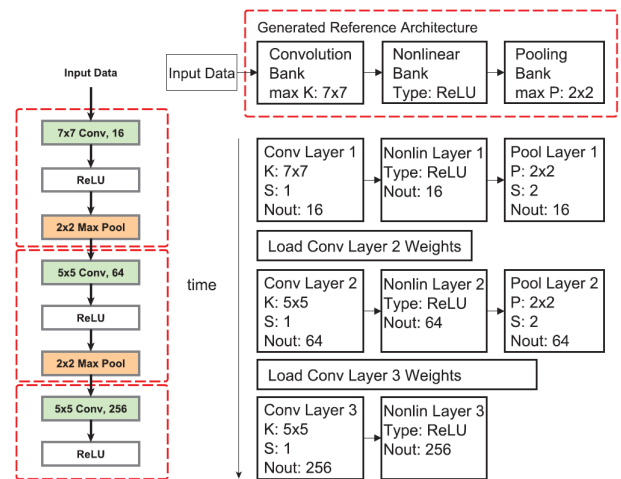 Input Data
7x7 Conv, 16
ReLU
2x2 Max Pool
5x5 Conv, 64
ReLU
2x2 Max Pool
5x5 Conv, 256
ReLU
Generated Reference Architecture
Input Data
Convolution
Bank
max K: 7x7
Nonlinear
Bank
Type: ReLU
Pooling
Bank
max P: 2x2
time
Conv Layer 1
K: 7x7
S: 1
Nout: 16
Nonlin Layer 1
Type: ReLU
Nout: 16
Pool Layer 1
P: 2x2
S: 2
Nout: 16
Load Conv Layer 2 Weights
Conv Layer 2
K: 5x5
S: 1
Nout: 64
Nonlin Layer 2
Type: ReLU
Nout: 64
Pool Layer 2
P: 2x2
S: 2
Nout: 64
Load Conv Layer 3 Weights
Conv Layer 3
K: 5x5
S: 1
Nout: 256
Nonlin Layer 3
Type: ReLU
Nout: 256